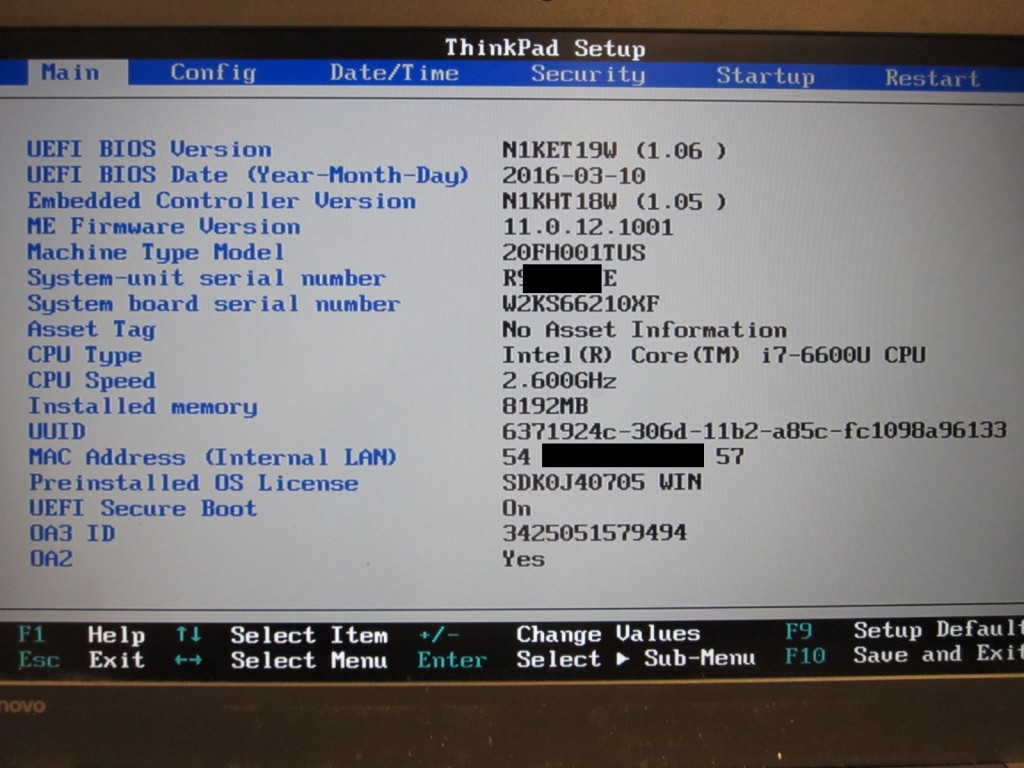 ThinkPad Setup
Main Config Date/Time Security Startup Restart
UEFI BIOS Version N1KET19W (1.06 )
UEFI BIOS Date (Year-Month-Day) 2016-03-10
Embedded Controller Version N1KHT18W (1.05 )
ME Firmware Version 11.0.12.1001
Machine Type Model 20FH001TUS
System-unit serial number R9 E
System board serial number W2KS66210XF
Asset Tag No Asset Information
CPU Type Intel(R) Core(TM) i7-6600U CPU
CPU Speed 2.600GHz
Installed memory 8192MB
UUID 6371924c-306d-11b2-a85c-fc1098a96133
MAC Address (Internal LAN) 54 57
Preinstalled OS License SDK0J40705 WIN
UEFI Secure Boot On
OA3 ID 3425051579494
OA2 Yes
F1 Help ↑↓ Select Item +/- Change Values F9 Setup Default
Esc Exit ←→ Select Menu Enter Select ▶ Sub-Menu F10 Save and Exit
novo